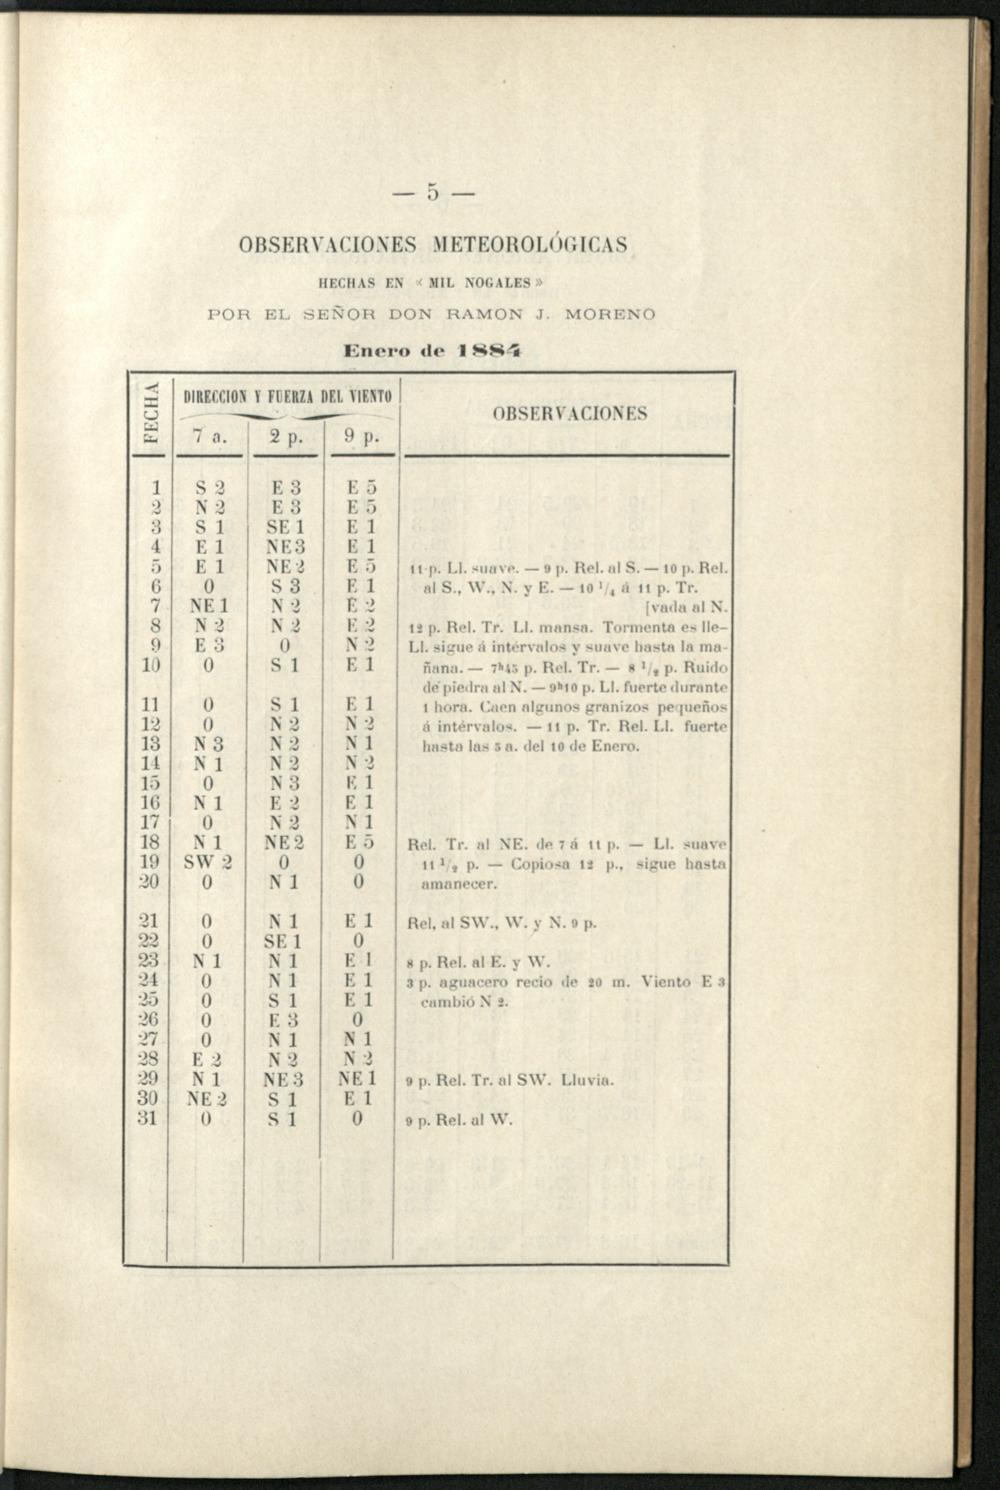 — 5 —
OBSERVACIONES METEOROLÓGICAS
HECHAS EN « MIL NOGALES »
POR EL SEÑOR DON RAMON J. MORENO
Enero de 1884
FECHA DIRECCION Y FUERZA DEL VIENTO OBSERVACIONES
7 a. 2 p. 9 p.
1 S 2 E 3 E 5
2 N 2 E 3 E 5
3 S 1 SE 1 E 1
4 E 1 NE 3 E 1
5 E 1 NE 2 E 5 11 p. Ll. suave. — 9 p. Rel. al S. — 10 p. Rel.
6 0 S 3 E 1 al S., W., N. y E. — 10 1/4 á 11 p. Tr.
7 NE 1 N 2 E 2 [vada al N.
8 N 2 N 2 E 2 12 p. Rel. Tr. Ll. mansa. Tormenta es lle-
9 E 3 0 N 2 Ll. sigue á intérvalos y suave hasta la ma-
10 0 S 1 E 1 ñana. — 7h45 p. Rel. Tr. — 8 1/2 p. Ruido
de piedra al N. — 9h10 p. Ll. fuerte durante
11 0 S 1 E 1 1 hora. Caen algunos granizos pequeños
12 0 N 2 N 2 á intérvalos. — 11 p. Tr. Rel. Ll. fuerte
13 N 3 N 2 N 1 hasta las 5 a. del 10 de Enero.
14 N 1 N 2 N 2
15 0 N 3 E 1
16 N 1 E 2 E 1
17 0 N 2 N 1
18 N 1 NE 2 E 5 Rel. Tr. al NE. de 7 á 11 p. — Ll. suave
19 SW 2 0 0 11 1/2 p. — Copiosa 12 p., sigue hasta
20 0 N 1 0 amanecer.
21 0 N 1 E 1 Rel, al SW., W. y N. 9 p.
22 0 SE 1 0
23 N 1 N 1 E 1 8 p. Rel. al E. y W.
24 0 N 1 E 1 3 p. aguacero recio de 20 m. Viento E 3
25 0 S 1 E 1 cambió N 2.
26 0 E 3 0
27 0 N 1 N 1
28 E 2 N 2 N 2
29 N 1 NE 3 NE 1 9 p. Rel. Tr. al SW. Lluvia.
30 NE 2 S 1 E 1
31 0 S 1 0 9 p. Rel. al W.